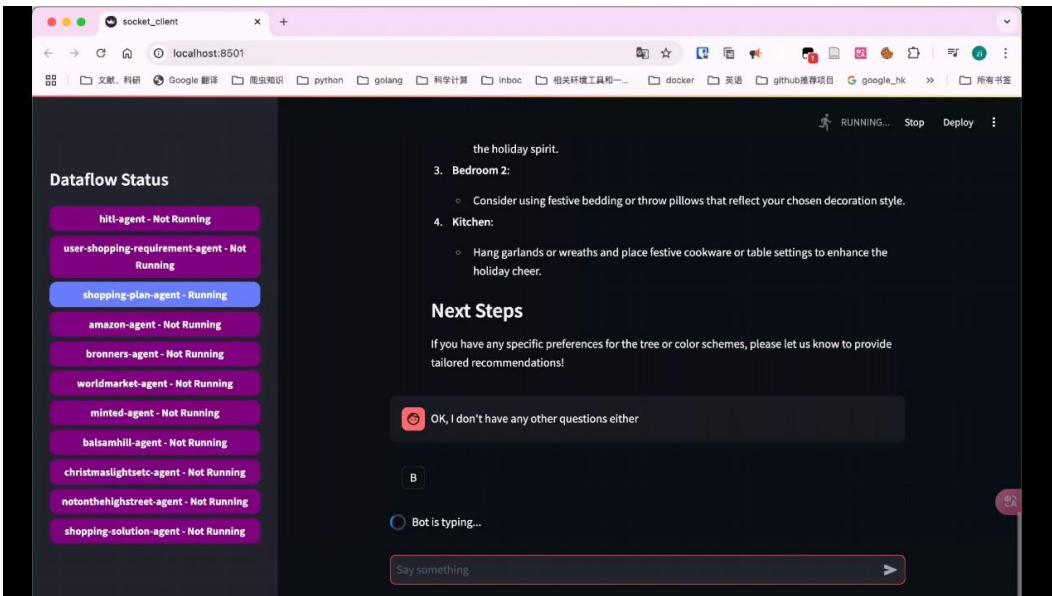 socket_client
localhost:8501
文献、科研
Google 翻译
爬虫知识
python
golang
科学计算
inboc
相关环境工具和一...
docker
英语
github推荐项目
google_hk
所有书签
RUNNING...
Stop
Deploy
Dataflow Status
hitl-agent - Not Running
user-shopping-requirement-agent - Not
Running
shopping-plan-agent - Running
amazon-agent - Not Running
bronners-agent - Not Running
worldmarket-agent - Not Running
minted-agent - Not Running
balsamhill-agent - Not Running
christmaslightsetc-agent - Not Running
notonthehighstreet-agent - Not Running
shopping-solution-agent - Not Running
the holiday spirit.
3. Bedroom 2:
Consider using festive bedding or throw pillows that reflect your chosen decoration style.
4. Kitchen:
Hang garlands or wreaths and place festive cookware or table settings to enhance the
holiday cheer.
Next Steps
If you have any specific preferences for the tree or color schemes, please let us know to provide
tailored recommendations!
OK, I don't have any other questions either
B
Bot is typing...
Say something